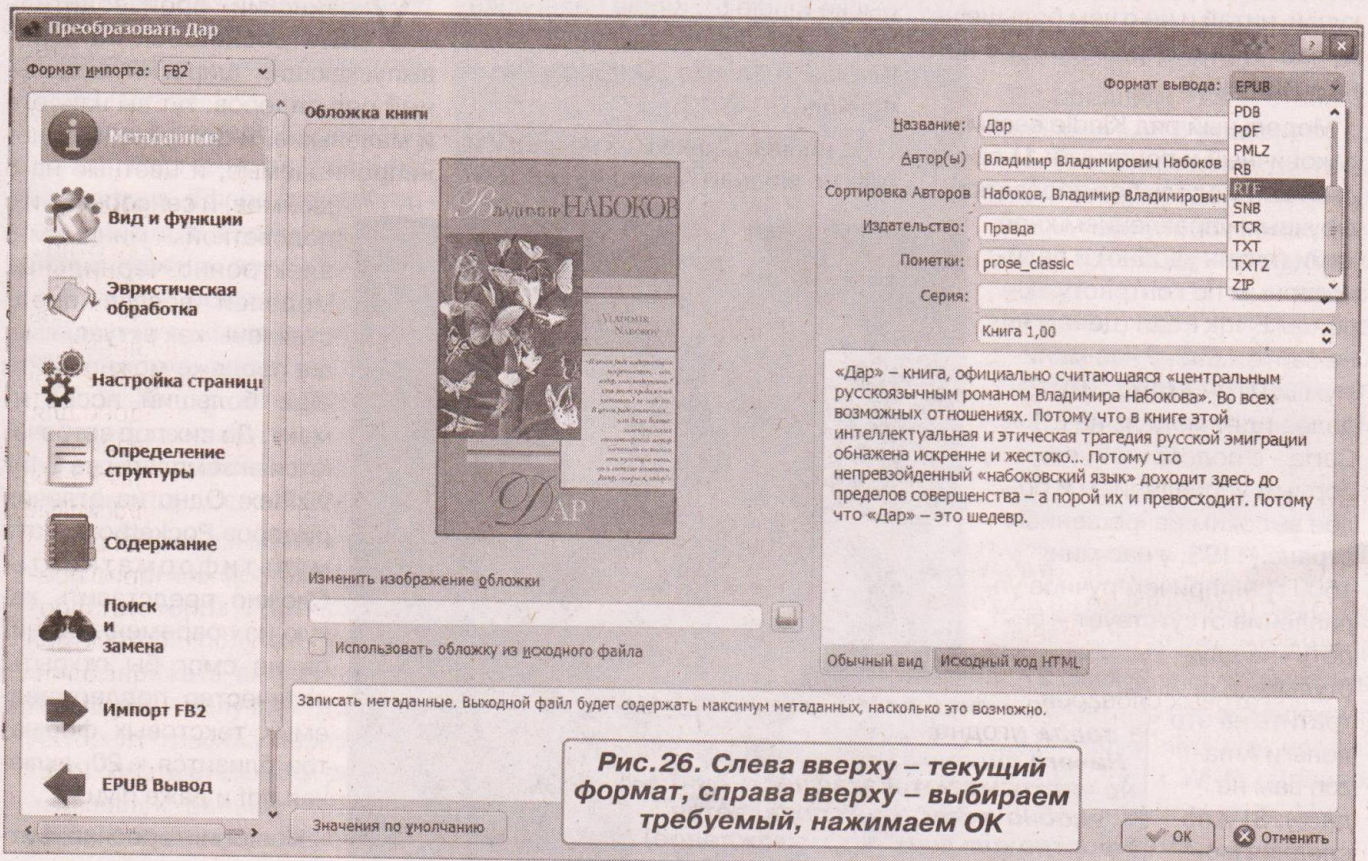 Преобразовать Дар
Формат импорта: FB2
Формат вывода: EPUB
PDB
PDF
PMLZ
RB
RTF
SNB
TCR
TXT
TXTZ
ZIP
Метаданные
Вид и функции
Эвристическая
обработка
Настройка страницы
Определение
структуры
Содержание
Поиск
и
замена
Импорт FB2
EPUB Вывод
Обложка книги
ВЛАДИМИР НАБОКОВ
VLADIMIR
NABOKOV
ДАР
Изменить изображение обложки
Использовать обложку из исходного файла
Название: Дар
Автор(ы) Владимир Владимирович Набоков
Сортировка Авторов Набоков, Владимир Владимирович
Издательство: Правда
Пометки: prose_classic
Серия:
Книга 1,00
«Дар» – книга, официально считающаяся «центральным
русскоязычным романом Владимира Набокова». Во всех
возможных отношениях. Потому что в книге этой
интеллектуальная и этическая трагедия русской эмиграции
обнажена искренне и жестоко... Потому что
непревзойденный «набоковский язык» доходит здесь до
пределов совершенства – а порой их и превосходит. Потому
что «Дар» – это шедевр.
Обычный вид Исходный код HTML
Записать метаданные. Выходной файл будет содержать максимум метаданных, насколько это возможно.
Рис.26. Слева вверху – текущий
формат, справа вверху – выбираем
требуемый, нажимаем ОК
Значения по умолчанию
ОК
Отменить